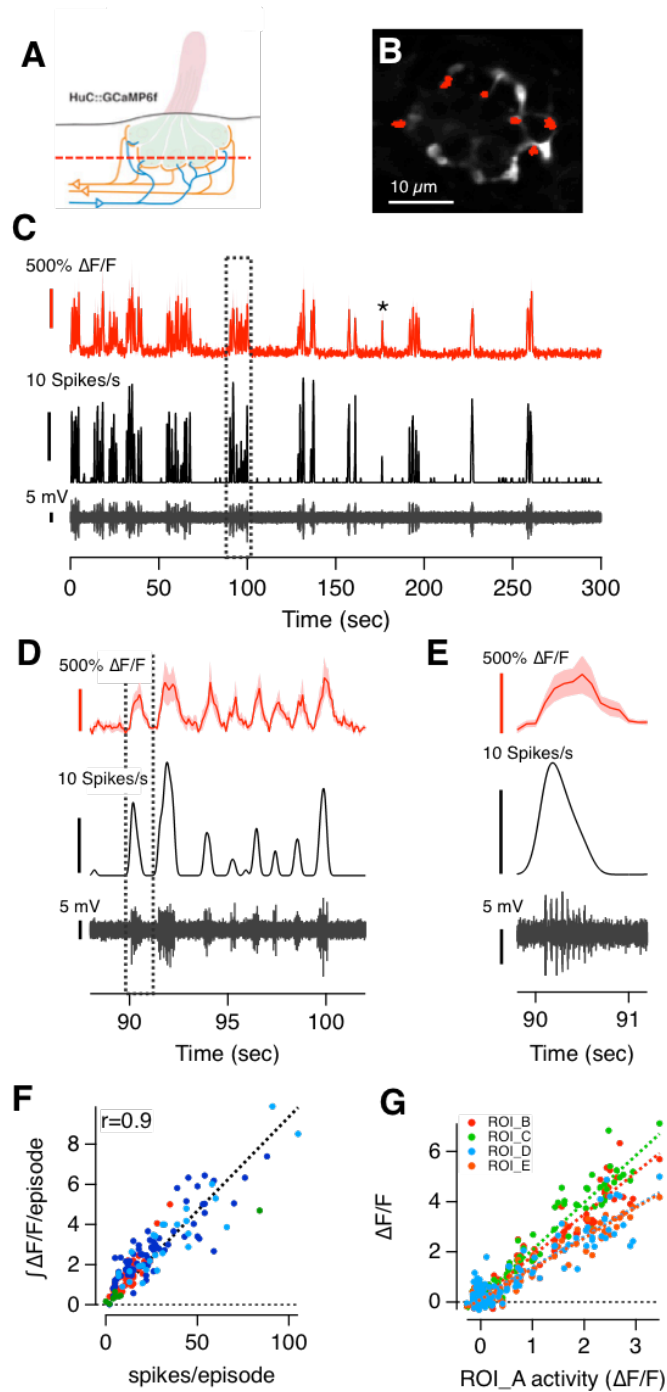 A
HuC::GCaMP6f
B
10 µm
C
500% ΔF/F
*
10 Spikes/s
5 mV
0 50 100 150 200 250 300
Time (sec)
D
500% ΔF/F
10 Spikes/s
5 mV
90 95 100
Time (sec)
E
500% ΔF/F
10 Spikes/s
5 mV
90 91
Time (sec)
F
r=0.9
8
6
4
2
0
∫ΔF/F/episode
0 50 100
spikes/episode
G
ROI_B
ROI_C
ROI_D
ROI_E
6
4
2
0
ΔF/F
0 1 2 3
ROI_A activity (ΔF/F)